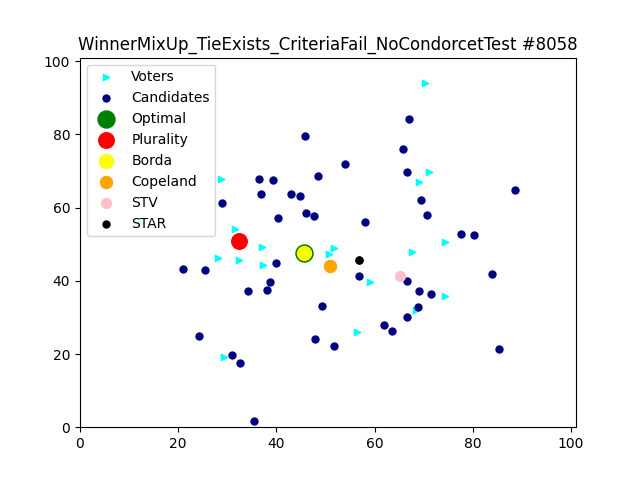 WinnerMixUp_TieExists_CriteriaFail_NoCondorcetTest #8058
100
80
60
40
20
0
Voters
Candidates
Optimal
Plurality
Borda
Copeland
STV
STAR
0 20 40 60 80 100